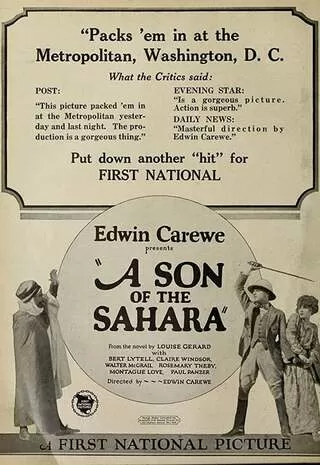 "Packs 'em in at the
Metropolitan, Washington, D. C.
What the Critics said:
POST:
"This picture packed 'em in
at the Metropolitan yester-
day and last night. The pro-
duction is a gorgeous thing."
EVENING STAR:
"Is a gorgeous picture.
Action is superb."
DAILY NEWS:
"Masterful direction by
Edwin Carewe."
Put down another "hit" for
FIRST NATIONAL
Edwin Carewe
presents
"A SON
OF THE
SAHARA"
From the novel by LOUISE GERARD
with
BERT LYTELL, CLAIRE WINDSOR,
WALTER McGRAIL, ROSEMARY THEBY,
MONTAGUE LOVE, PAUL PANZER
Directed by ~~~EDWIN CAREWE
A FIRST NATIONAL PICTURE